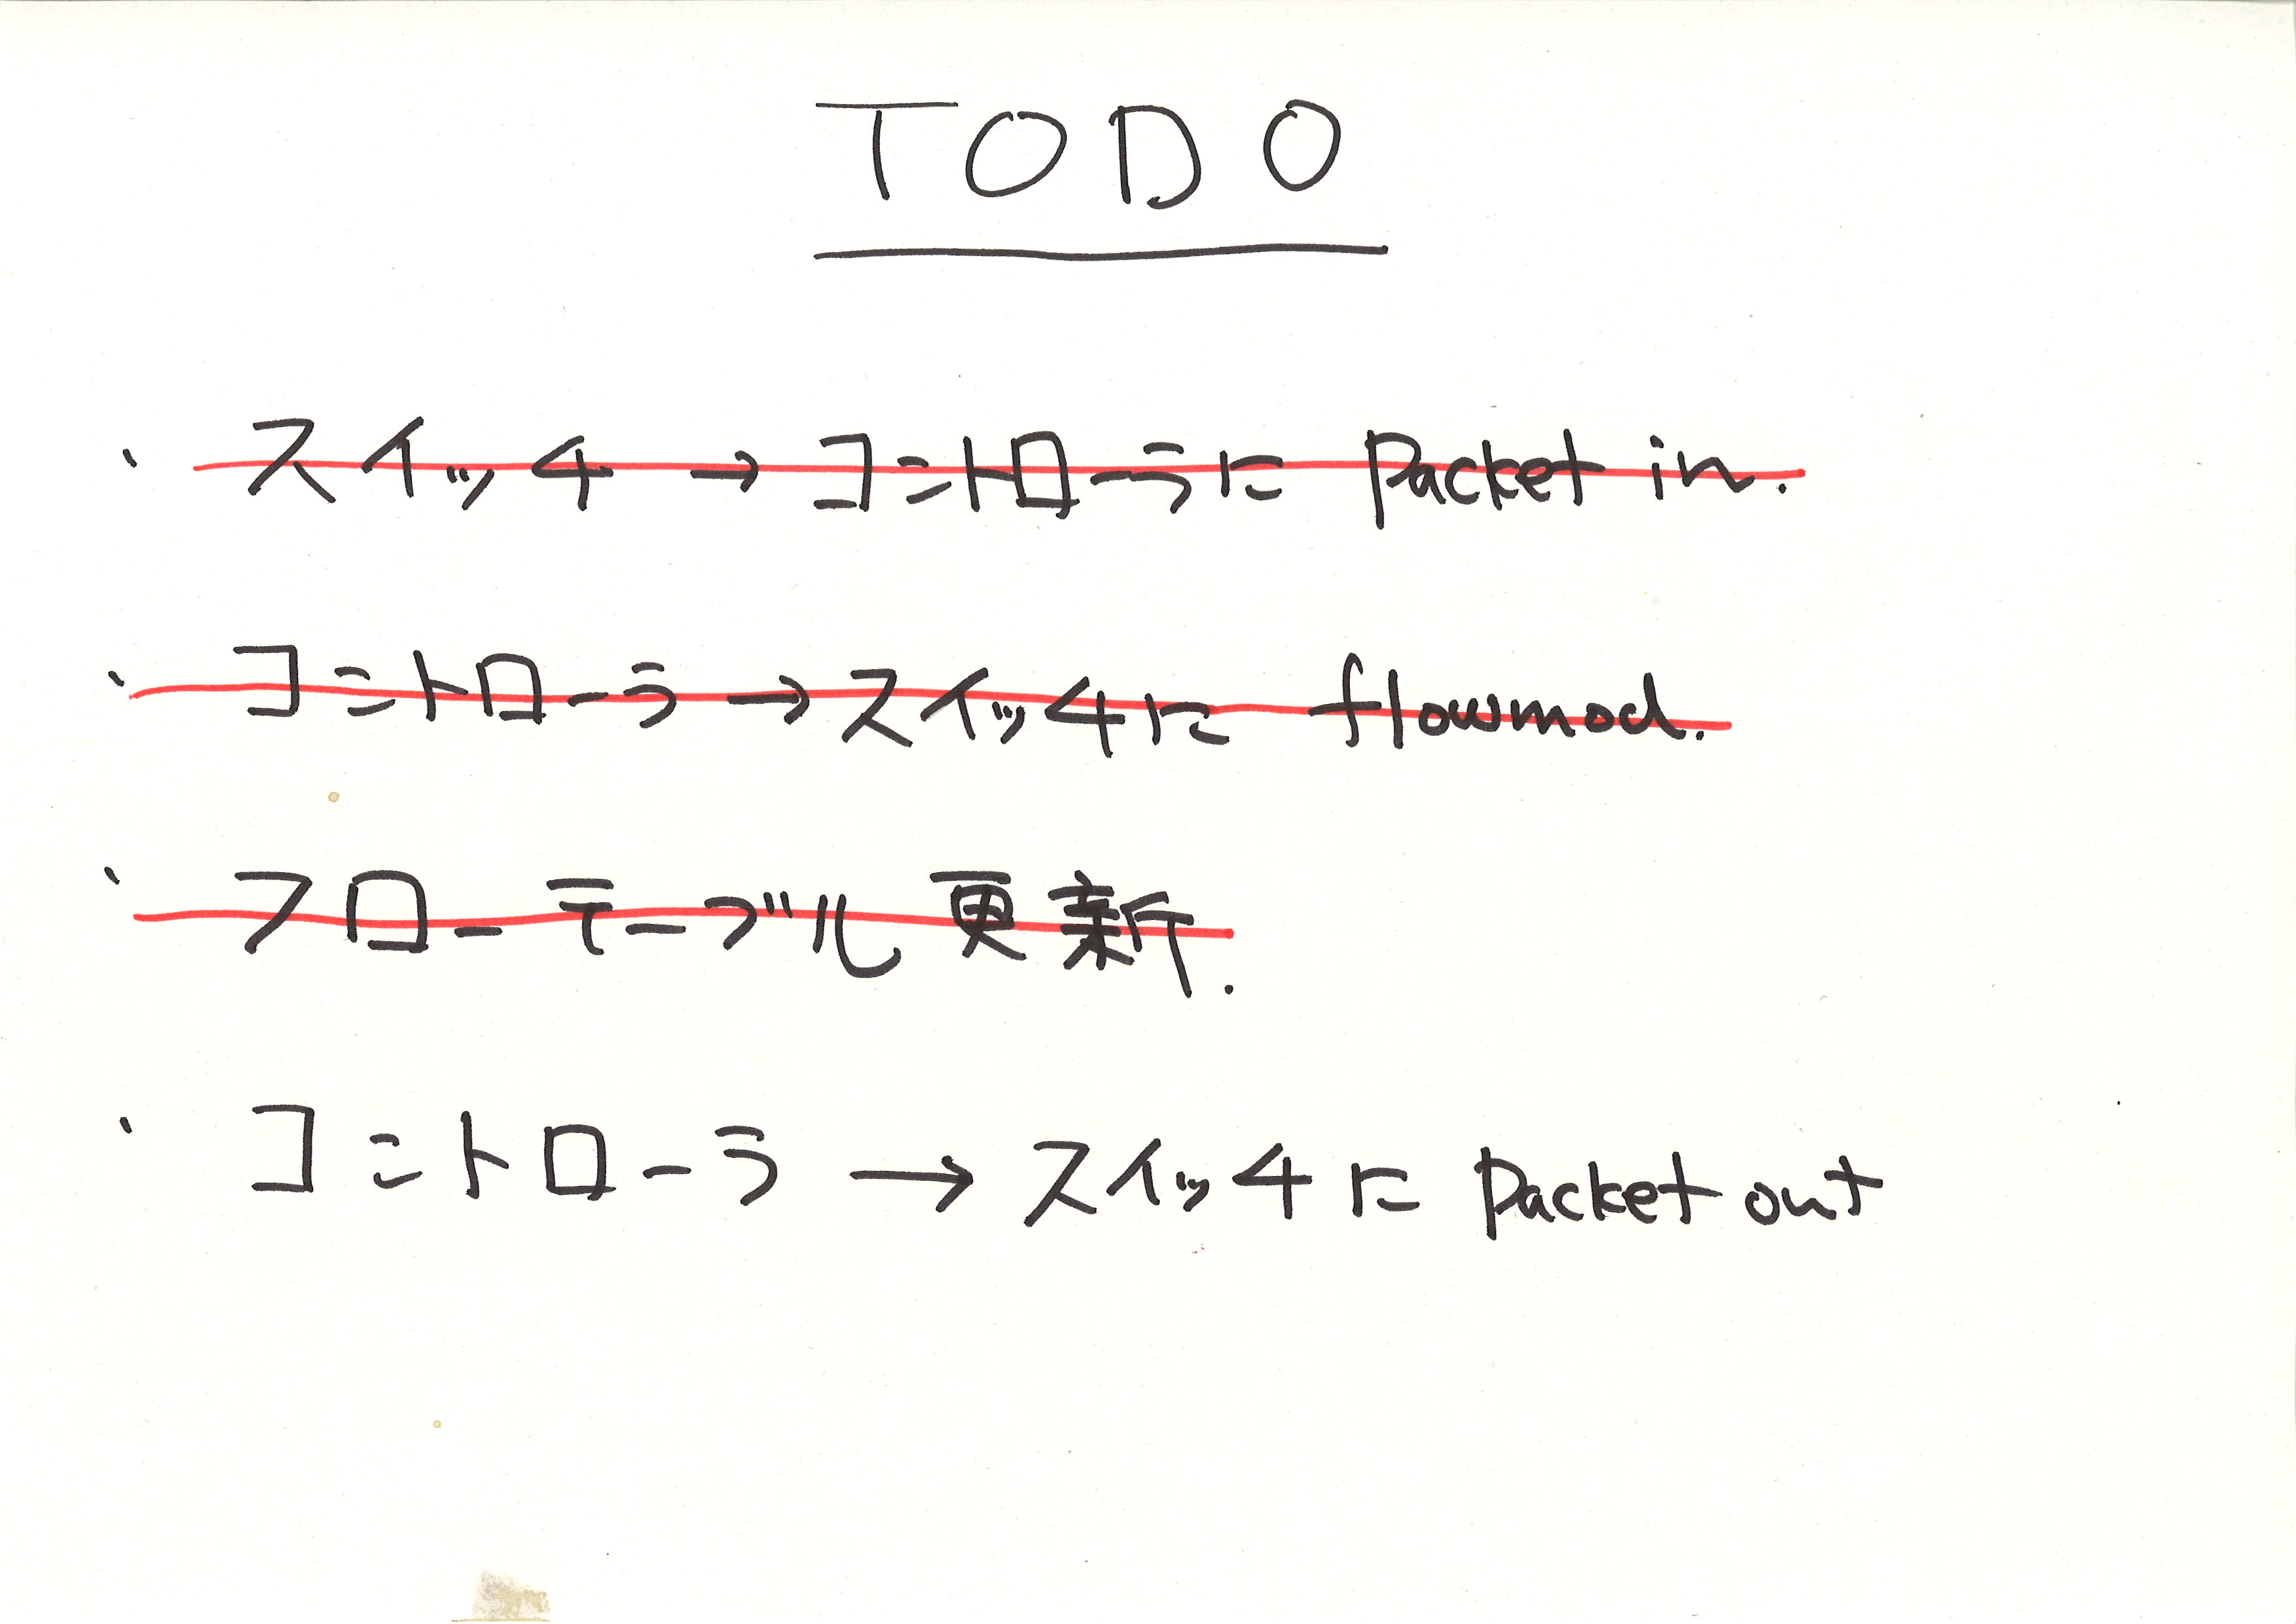 TODO
・ スイッチ → コントローラに Packet in.
・ コントローラ → スイッチに flowmod.
・ フローテーブル更新.
・ コントローラ → スイッチに Packet out